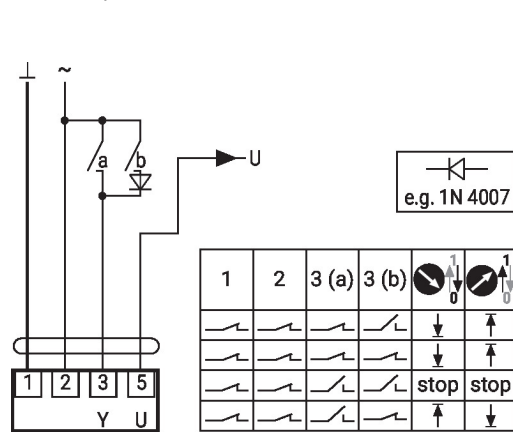 ⊥ ~
a b
U
e.g. 1N 4007
1 2 3 (a) 3 (b) 1 0 1 0
stop stop
1 2 3 5
Y U